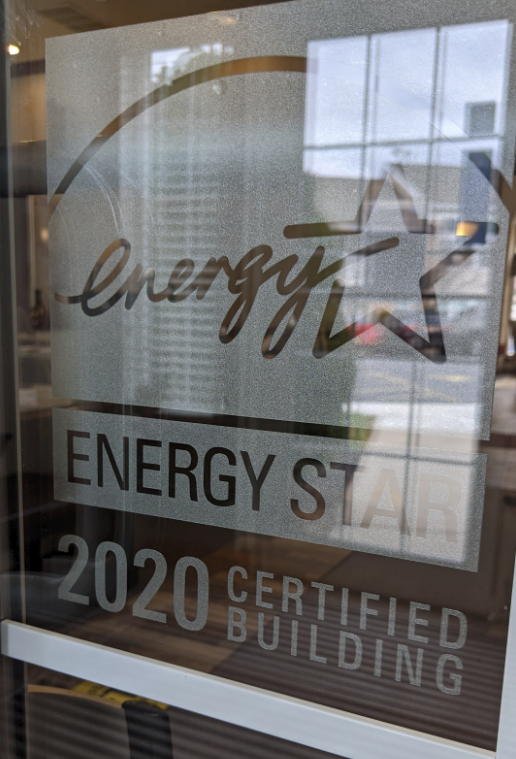 energy
ENERGY STAR
2020 CERTIFIED
BUILDING